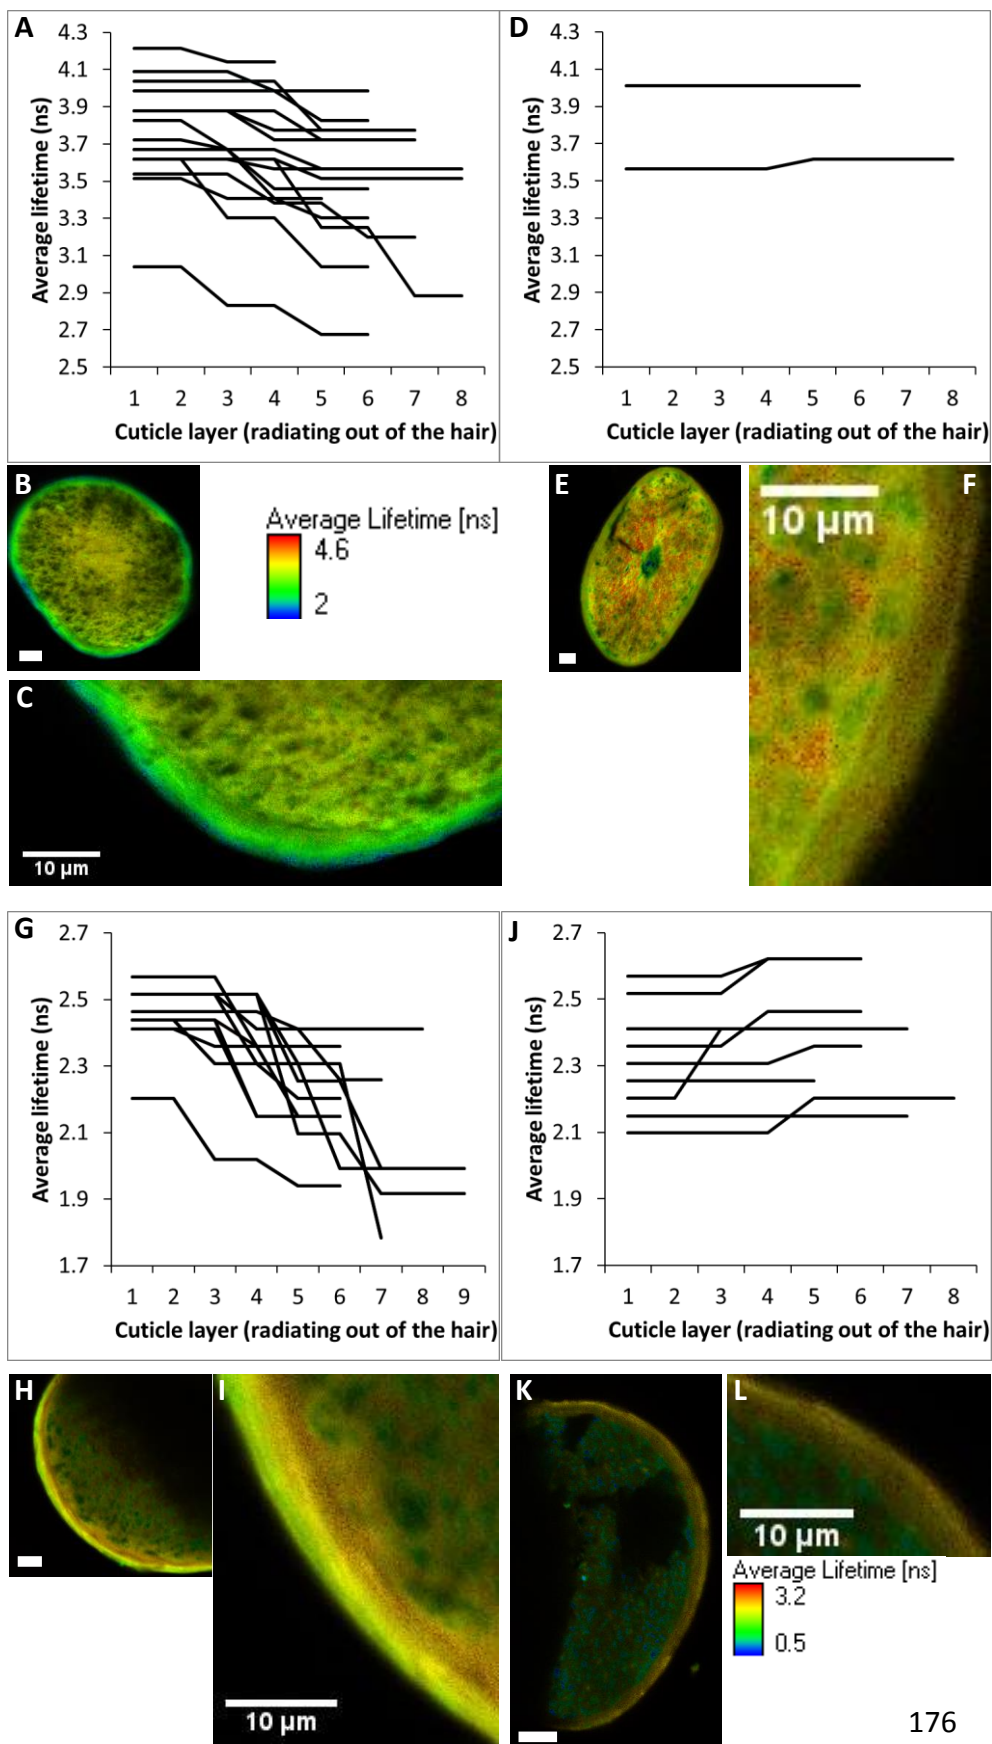 A
4.3
4.1
3.9
3.7
3.5
3.3
3.1
2.9
2.7
2.5
Average lifetime (ns)
1 2 3 4 5 6 7 8
Cuticle layer (radiating out of the hair)
D
4.3
4.1
3.9
3.7
3.5
3.3
3.1
2.9
2.7
2.5
Average lifetime (ns)
1 2 3 4 5 6 7 8
Cuticle layer (radiating out of the hair)
B
Average Lifetime [ns]
4.6
2
E
F
10 µm
C
10 µm
G
2.7
2.5
2.3
2.1
1.9
1.7
Average lifetime (ns)
1 2 3 4 5 6 7 8 9
Cuticle layer (radiating out of the hair)
J
2.7
2.5
2.3
2.1
1.9
1.7
Average lifetime (ns)
1 2 3 4 5 6 7 8
Cuticle layer (radiating out of the hair)
H
I
10 µm
K
L
10 µm
Average Lifetime [ns]
3.2
0.5
176